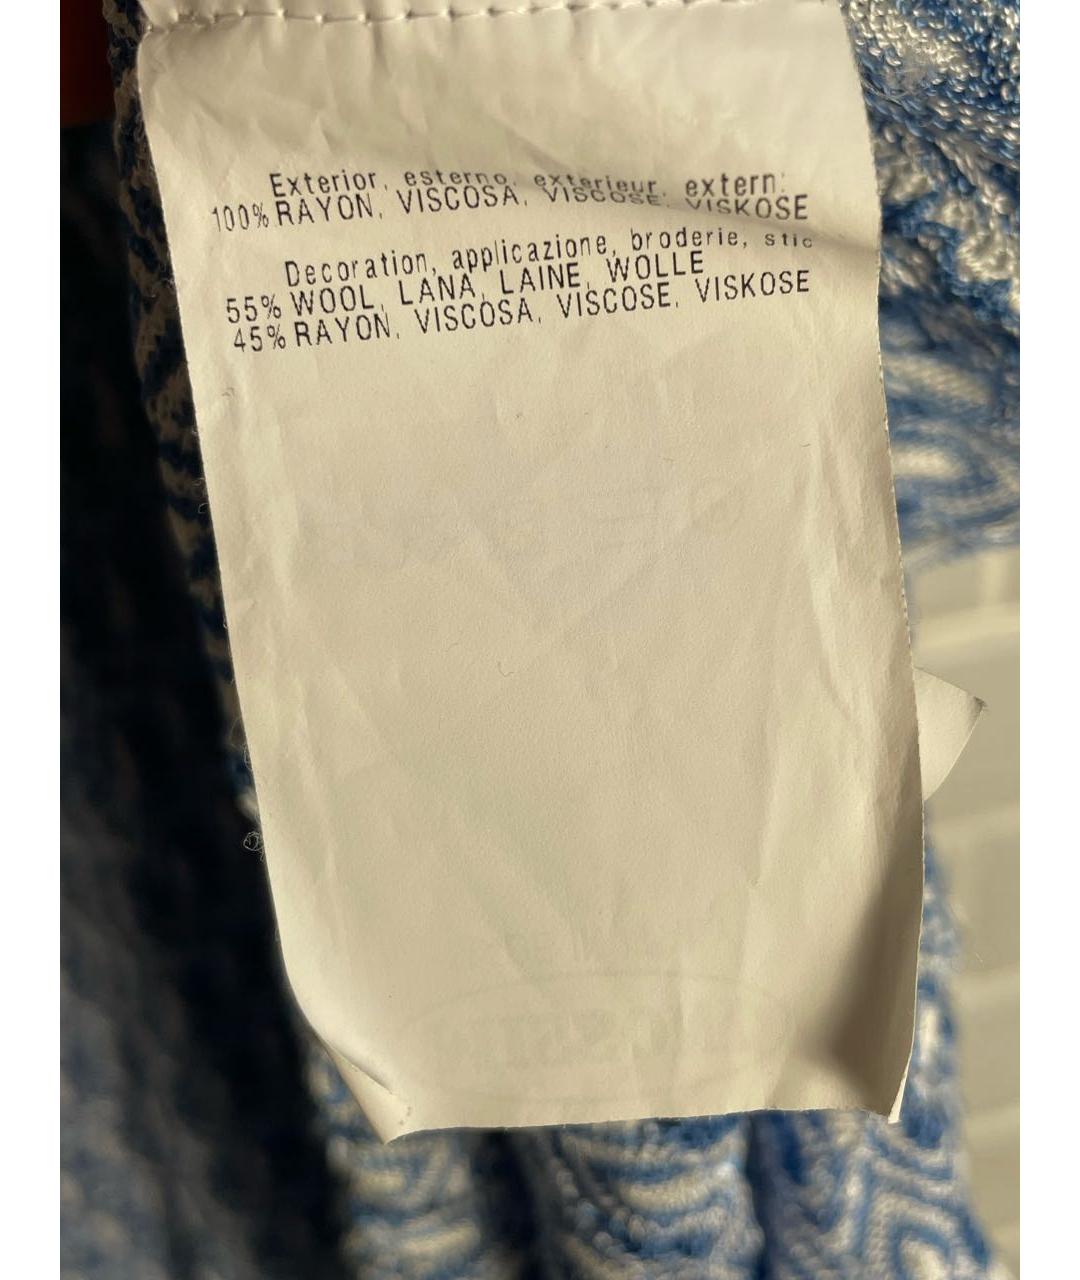 Exterior, esterno, exterieur, extern:
100% RAYON, VISCOSA, VISCOSE, VISKOSE
Decoration, applicazione, broderie, stic
55% WOOL, LANA, LAINE, WOLLE
45% RAYON, VISCOSA, VISCOSE, VISKOSE